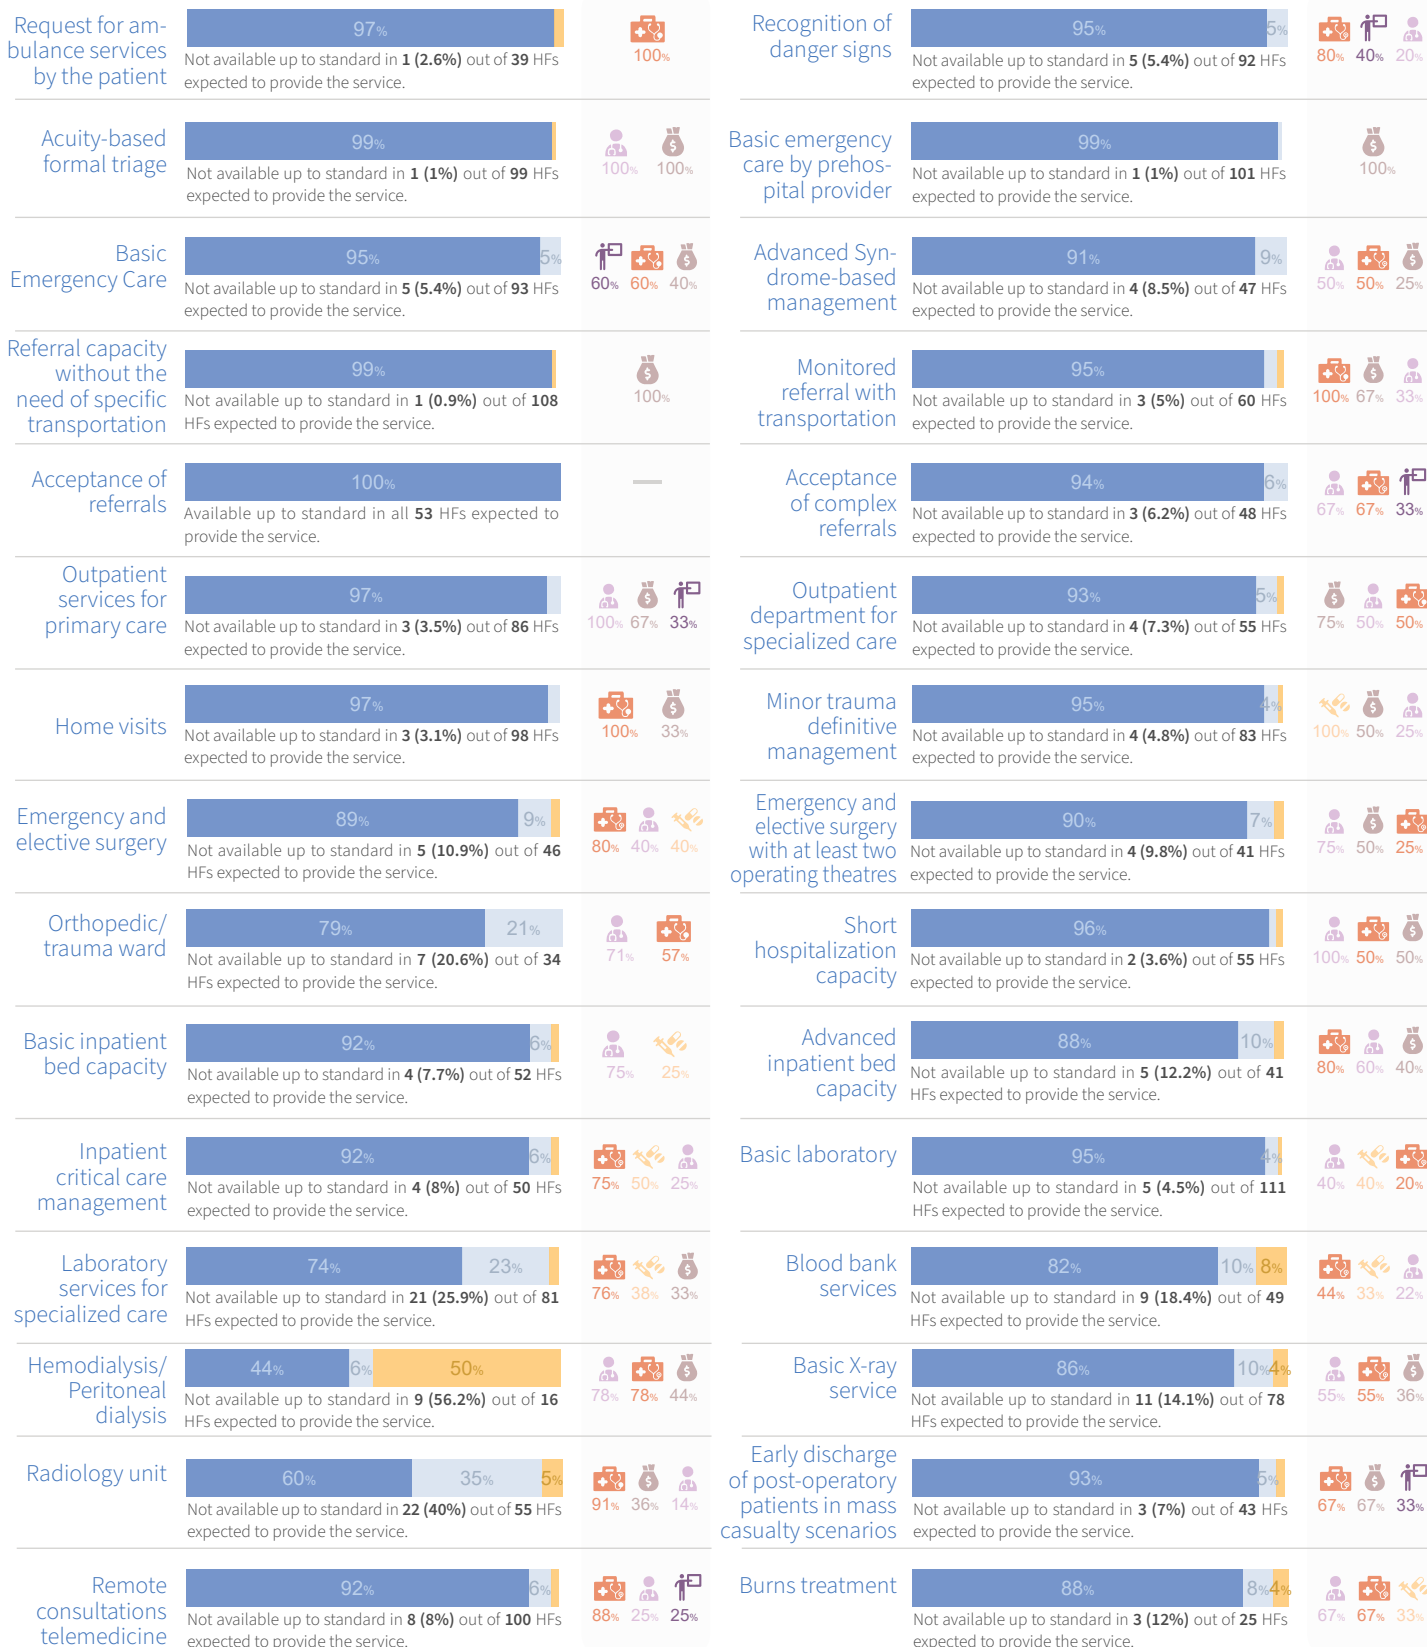 Request for am-
bulance services
by the patient
97%
Not available up to standard in 1 (2.6%) out of 39 HFs
expected to provide the service.
100%
Recognition of
danger signs
95%
5%
Not available up to standard in 5 (5.4%) out of 92 HFs
expected to provide the service.
80% 40% 20%
Acuity-based
formal triage
99%
Not available up to standard in 1 (1%) out of 99 HFs
expected to provide the service.
100% 100%
Basic emergency
care by prehos-
pital provider
99%
Not available up to standard in 1 (1%) out of 101 HFs
expected to provide the service.
100%
Basic
Emergency Care
95%
5%
Not available up to standard in 5 (5.4%) out of 93 HFs
expected to provide the service.
60% 60% 40%
Advanced Syn-
drome-based
management
91%
9%
Not available up to standard in 4 (8.5%) out of 47 HFs
expected to provide the service.
50% 50% 25%
Referral capacity
without the
need of specific
transportation
99%
Not available up to standard in 1 (0.9%) out of 108
HFs expected to provide the service.
100%
Monitored
referral with
transportation
95%
Not available up to standard in 3 (5%) out of 60 HFs
expected to provide the service.
100% 67% 33%
Acceptance of
referrals
100%
Available up to standard in all 53 HFs expected to
provide the service.
Acceptance
of complex
referrals
94%
6%
Not available up to standard in 3 (6.2%) out of 48 HFs
expected to provide the service.
67% 67% 33%
Outpatient
services for
primary care
97%
Not available up to standard in 3 (3.5%) out of 86 HFs
expected to provide the service.
100% 67% 33%
Outpatient
department for
specialized care
93%
5%
Not available up to standard in 4 (7.3%) out of 55 HFs
expected to provide the service.
75% 50% 50%
Home visits
97%
Not available up to standard in 3 (3.1%) out of 98 HFs
expected to provide the service.
100% 33%
Minor trauma
definitive
management
95%
4%
Not available up to standard in 4 (4.8%) out of 83 HFs
expected to provide the service.
100% 50% 25%
Emergency and
elective surgery
89%
9%
Not available up to standard in 5 (10.9%) out of 46
HFs expected to provide the service.
80% 40% 40%
Emergency and
elective surgery
with at least two
operating theatres
90%
7%
Not available up to standard in 4 (9.8%) out of 41 HFs
expected to provide the service.
75% 50% 25%
Orthopedic/
trauma ward
79%
21%
Not available up to standard in 7 (20.6%) out of 34
HFs expected to provide the service.
71% 57%
Short
hospitalization
capacity
96%
Not available up to standard in 2 (3.6%) out of 55 HFs
expected to provide the service.
100% 50% 50%
Basic inpatient
bed capacity
92%
6%
Not available up to standard in 4 (7.7%) out of 52 HFs
expected to provide the service.
75% 25%
Advanced
inpatient bed
capacity
88%
10%
Not available up to standard in 5 (12.2%) out of 41
HFs expected to provide the service.
80% 60% 40%
Inpatient
critical care
management
92%
6%
Not available up to standard in 4 (8%) out of 50 HFs
expected to provide the service.
75% 50% 25%
Basic laboratory
95%
4%
Not available up to standard in 5 (4.5%) out of 111
HFs expected to provide the service.
40% 40% 20%
Laboratory
services for
specialized care
74%
23%
Not available up to standard in 21 (25.9%) out of 81
HFs expected to provide the service.
76% 38% 33%
Blood bank
services
82%
10%
8%
Not available up to standard in 9 (18.4%) out of 49
HFs expected to provide the service.
44% 33% 22%
Hemodialysis/
Peritoneal
dialysis
44%
6%
50%
Not available up to standard in 9 (56.2%) out of 16
HFs expected to provide the service.
78% 78% 44%
Basic X-ray
service
86%
10%
4%
Not available up to standard in 11 (14.1%) out of 78
HFs expected to provide the service.
55% 55% 36%
Radiology unit
60%
35%
5%
Not available up to standard in 22 (40%) out of 55 HFs
expected to provide the service.
91% 36% 14%
Early discharge
of post-operatory
patients in mass
casualty scenarios
93%
5%
Not available up to standard in 3 (7%) out of 43 HFs
expected to provide the service.
67% 67% 33%
Remote
consultations
telemedicine
92%
6%
Not available up to standard in 8 (8%) out of 100 HFs
expected to provide the service.
88% 25% 25%
Burns treatment
88%
8%
4%
Not available up to standard in 3 (12%) out of 25 HFs
expected to provide the service.
67% 67% 33%